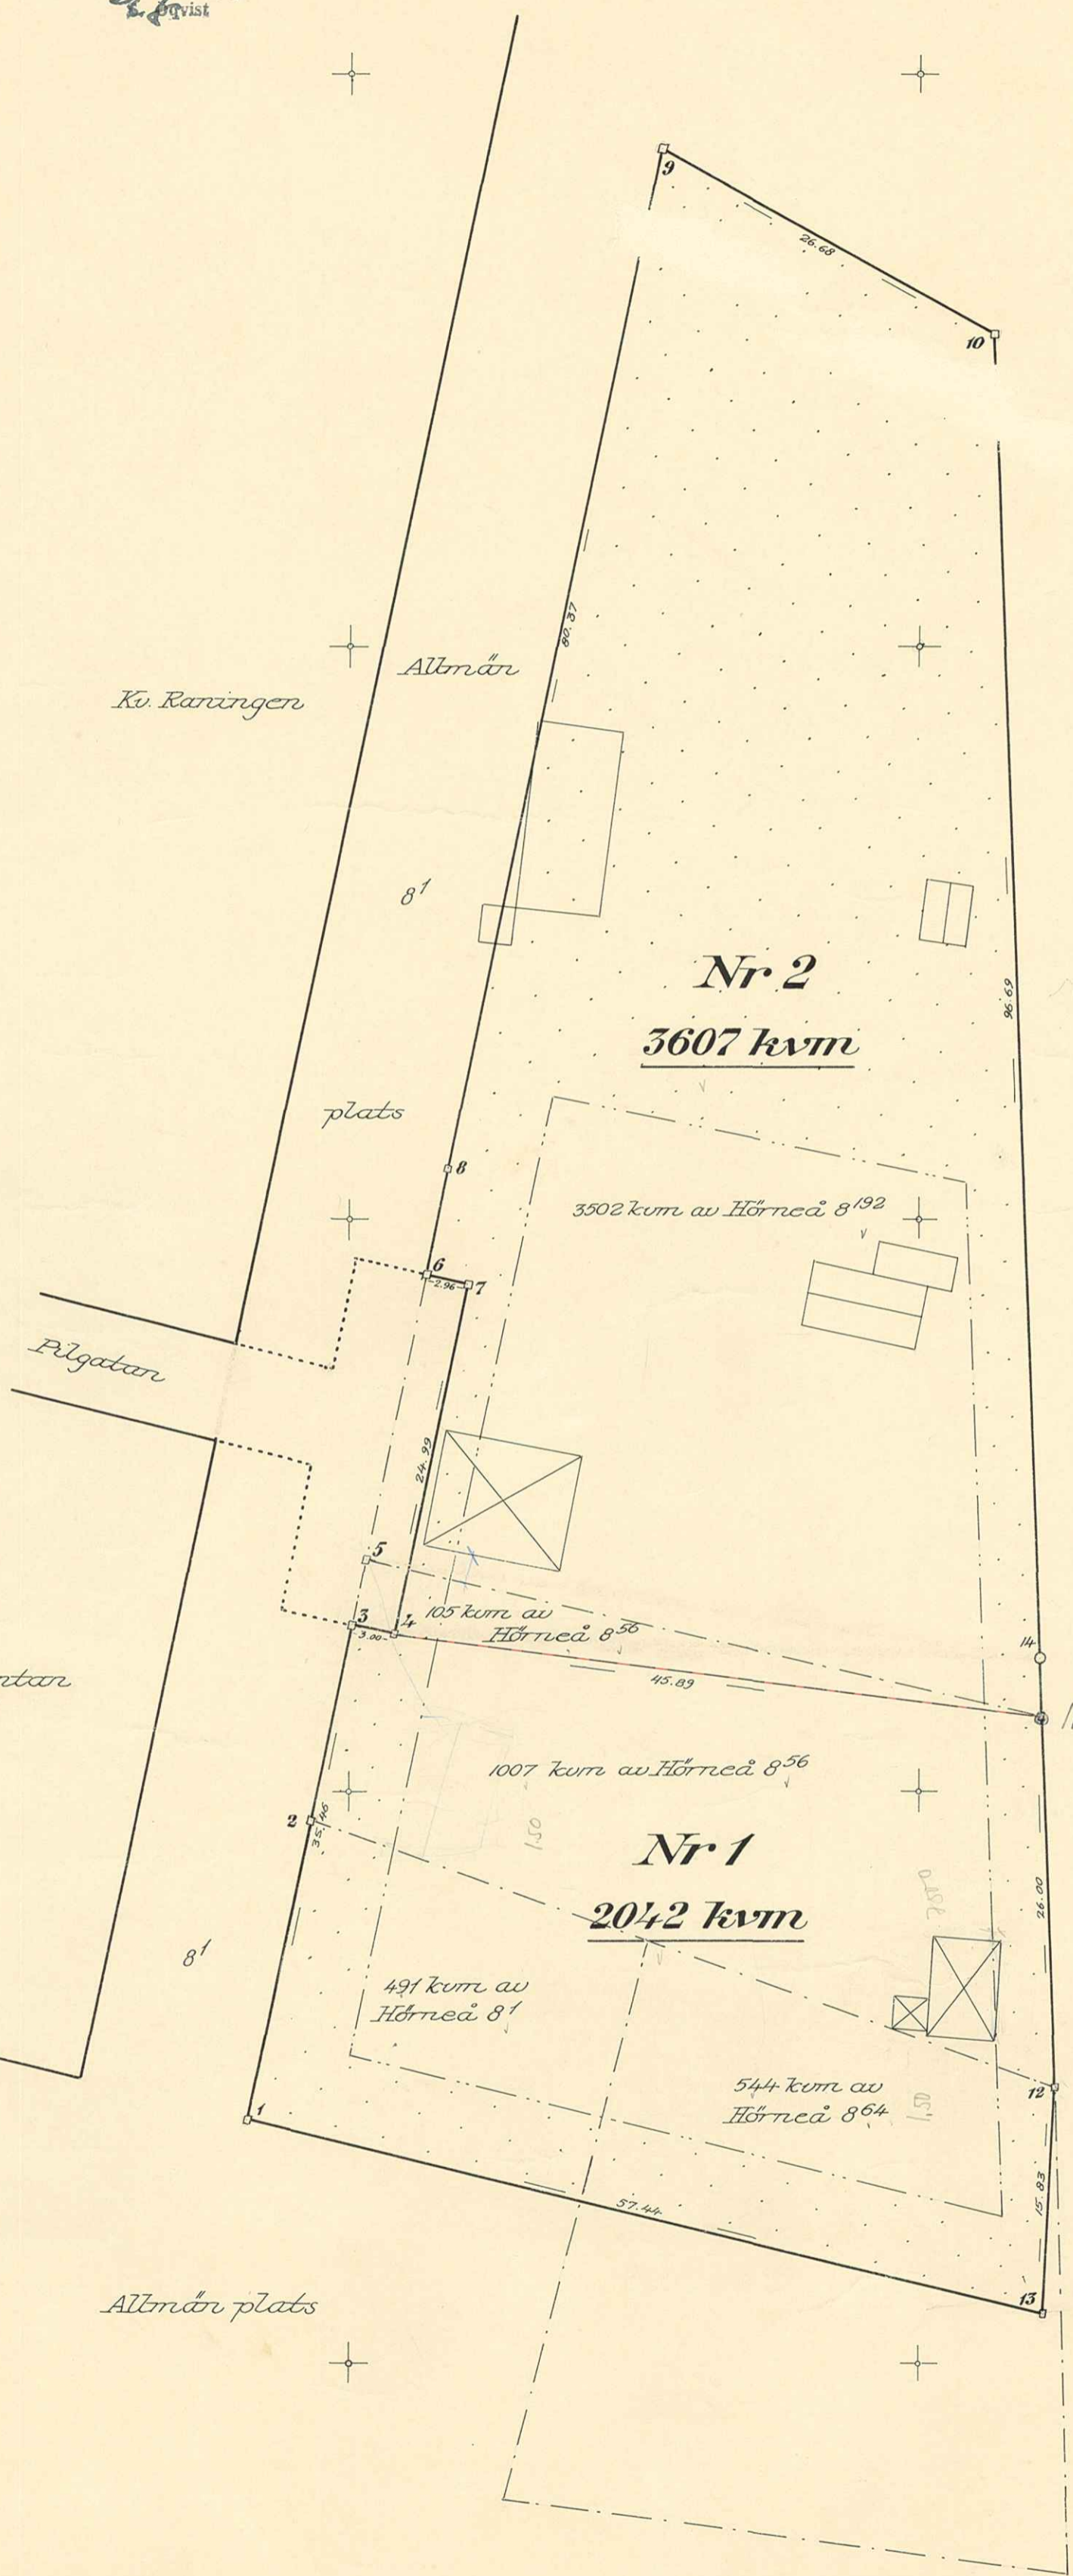 9
26.68
10
80.37
Allmän
Kv. Raningen
8¹
Nr 2
3607 kvm
96.69
plats
8
3502 kvm av Hörneå 8¹⁹²
6
2.96
7
Pilgatan
24.99
5
3
4
3.00
105 kvm av
Hörneå 8⁵⁶
14
45.89
ntan
1007 kvm av Hörneå 8⁵⁶
2
35.46
1.50
Nr 1
2042 kvm
26.00
8¹
491 kvm av
Hörneå 8¹
544 kvm av
Hörneå 8⁶⁴
12
1
15.83
57.44
13
Allmän plats